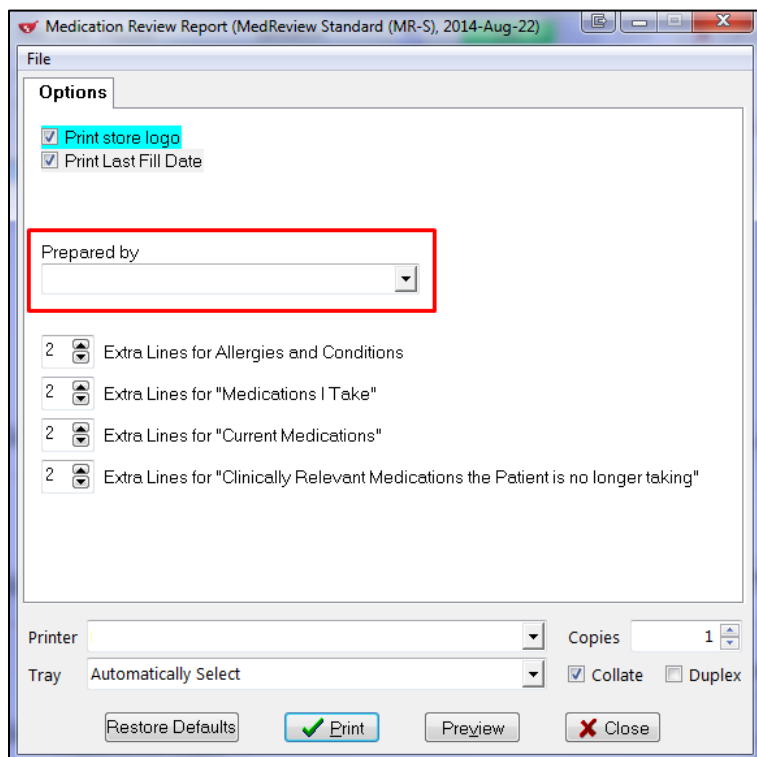 Medication Review Report (MedReview Standard (MR-S), 2014-Aug-22)
File
Options
Print store logo
Print Last Fill Date
Prepared by
2 Extra Lines for Allergies and Conditions
2 Extra Lines for "Medications I Take"
2 Extra Lines for "Current Medications"
2 Extra Lines for "Clinically Relevant Medications the Patient is no longer taking"
Printer Copies 1
Tray Automatically Select Collate Duplex
Restore Defaults Print Preview Close